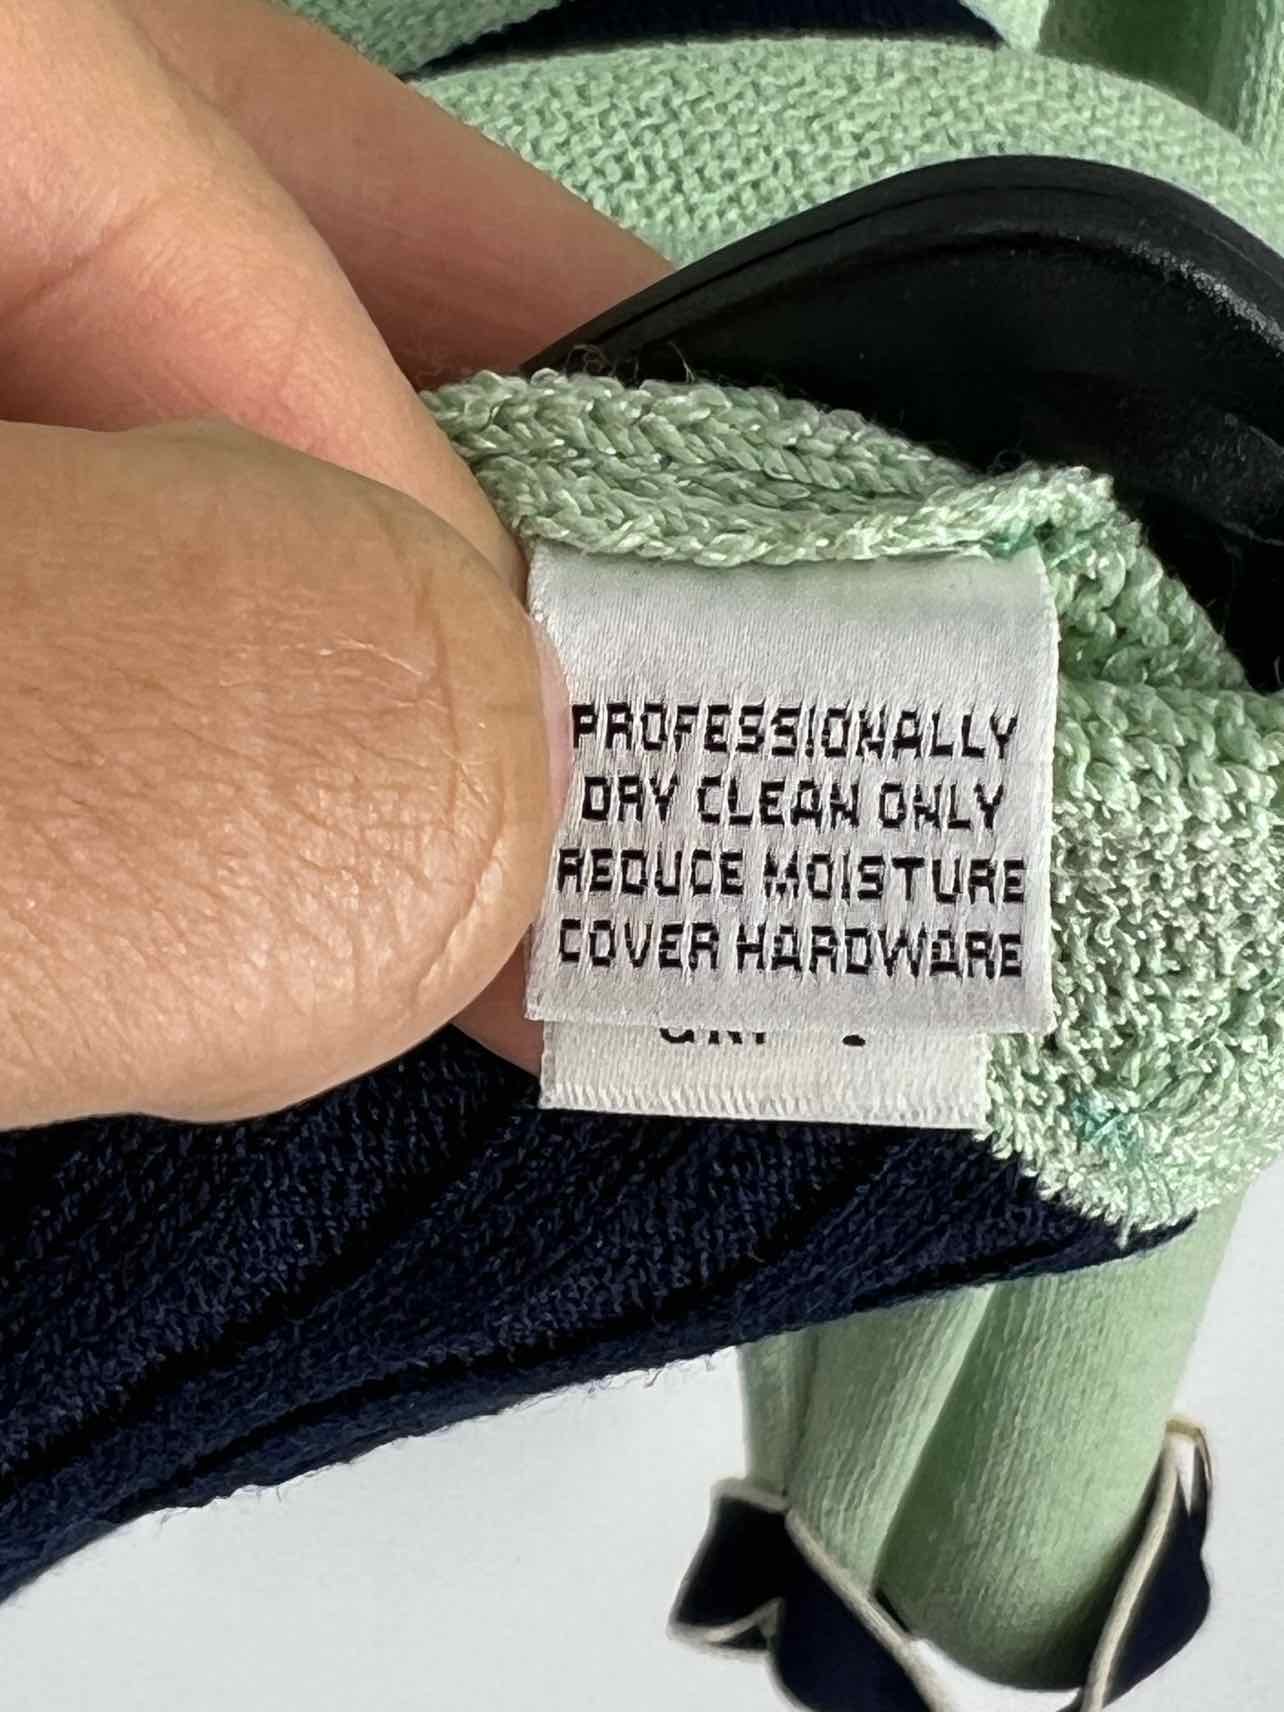 PROFESSIONALLY
DRY CLEAN ONLY
REDUCE MOISTURE
COVER HARDWARE